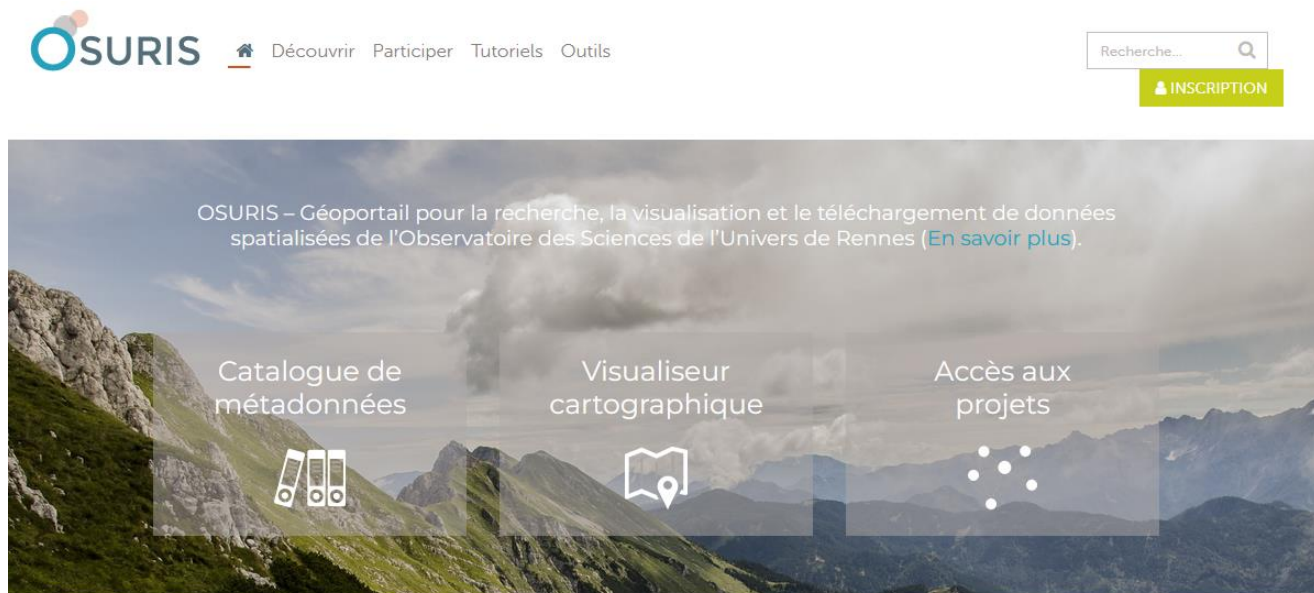 OSURIS
Découvrir Participer Tutoriels Outils
Recherche...
INSCRIPTION
OSURIS – Géoportail pour la recherche, la visualisation et le téléchargement de données
spatialisées de l'Observatoire des Sciences de l'Univers de Rennes (En savoir plus).
Catalogue de
métadonnées
Visualiseur
cartographique
Accès aux
projets